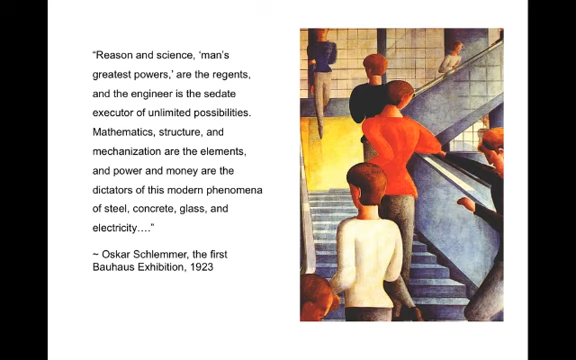 “Reason and science, ‘man’s
greatest powers,’ are the regents,
and the engineer is the sedate
executor of unlimited possibilities.
Mathematics, structure, and
mechanization are the elements,
and power and money are the
dictators of this modern phenomena
of steel, concrete, glass, and
electricity….”
~ Oskar Schlemmer, the first
Bauhaus Exhibition, 1923